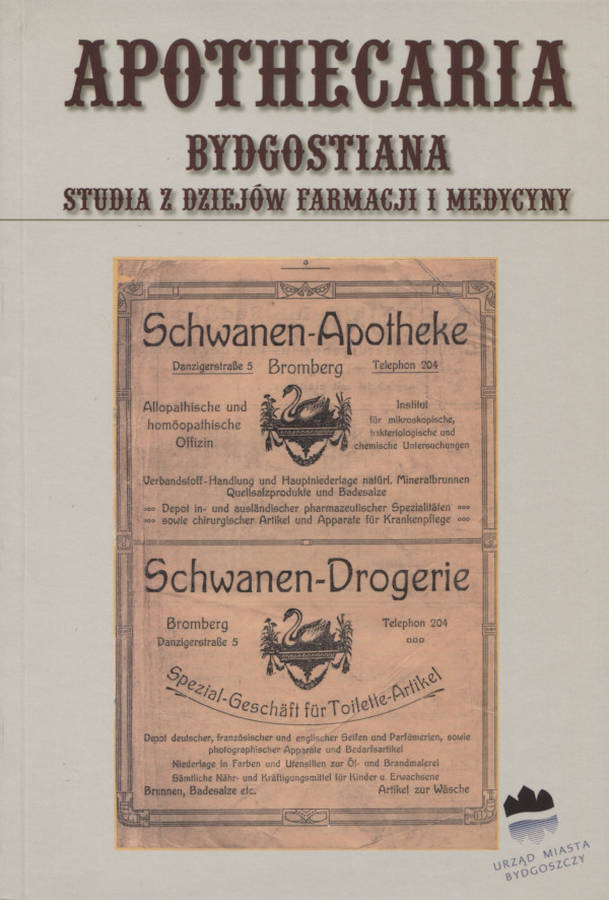 APOTHECARIA
BYDGOSTIANA
STUDIA Z DZIEJÓW FARMACJI I MEDYCYNY
Schwanen-Apotheke
Danzigerstraße 5 Bromberg Telephon 204
Allopathische und
homöopathische
Offizin
Institut
für mikroskopische,
bakteriologische und
chemische Untersuchungen
Verbandstoff-Handlung und Hauptniederlage natürl. Mineralbrunnen
Quellsalzprodukte und Badesalze
Depot in- und ausländischer pharmazeutischer Spezialitäten
sowie chirurgischer Artikel und Apparate für Krankenpflege
Schwanen-Drogerie
Bromberg
Danzigerstraße 5
Telephon 204
Spezial-Geschäft für Toilette-Artikel
Depot deutscher, französischer und englischer Seifen und Parfümerien, sowie
photographischer Apparate und Bedarfsartikel
Niederlage in Farben und Utensilien zur Öl- und Brandmalerei
Sämtliche Nähr- und Kräftigungsmittel für Kinder u. Erwachsene
Brunnen, Badesalze etc. Artikel zur Wäsche
URZĄD MIASTA
BYDGOSZCZY